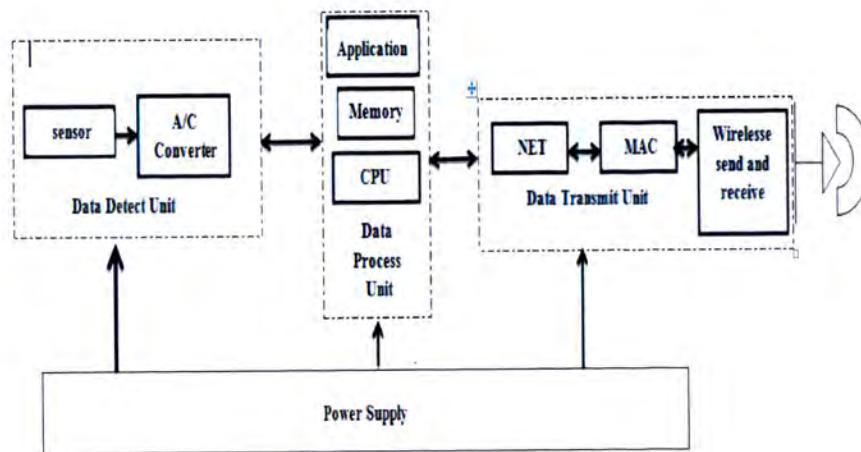 sensor
A/C
Converter
Data Detect Unit
Application
Memory
CPU
Data
Process
Unit
NET
MAC
Wirelesse
send and
receive
Data Transmit Unit
Power Supply